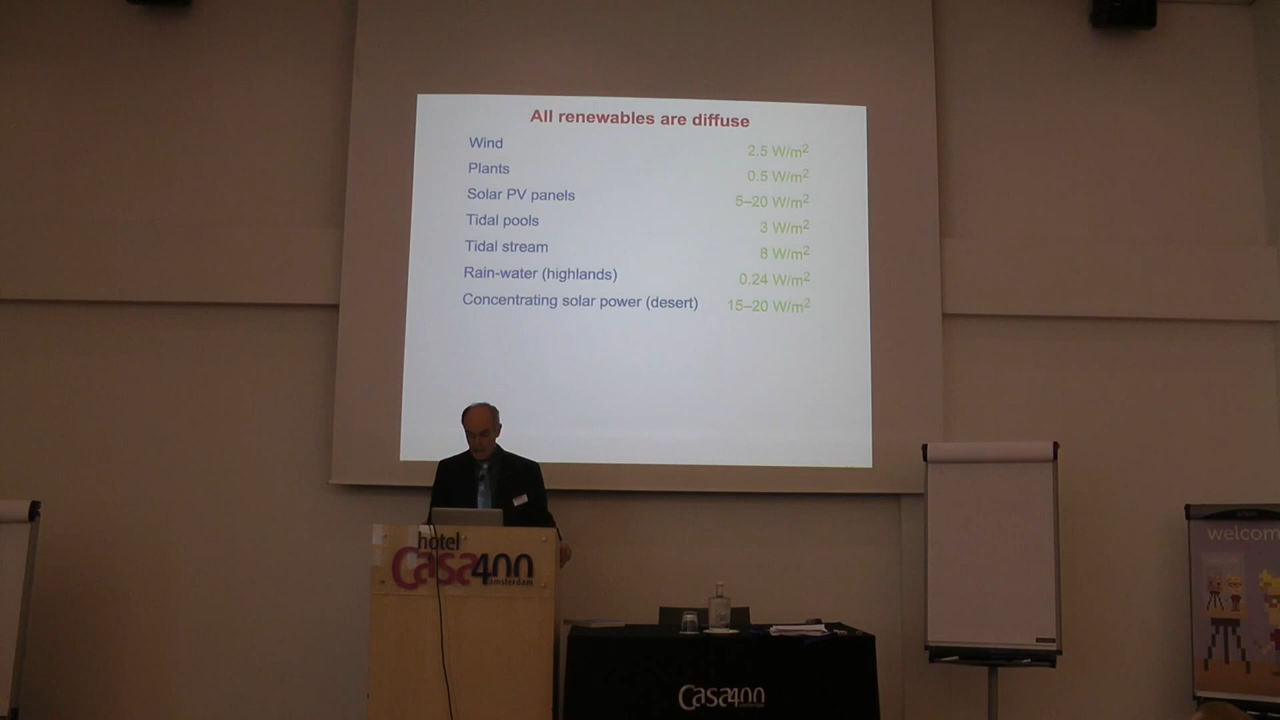 All renewables are diffuse
Wind 2.5 W/m²
Plants 0.5 W/m²
Solar PV panels 5–20 W/m²
Tidal pools 3 W/m²
Tidal stream 8 W/m²
Rain-water (highlands) 0.24 W/m²
Concentrating solar power (desert) 15–20 W/m²
hotel
Casa400
amsterdam
welcom
Casa400
amsterdam